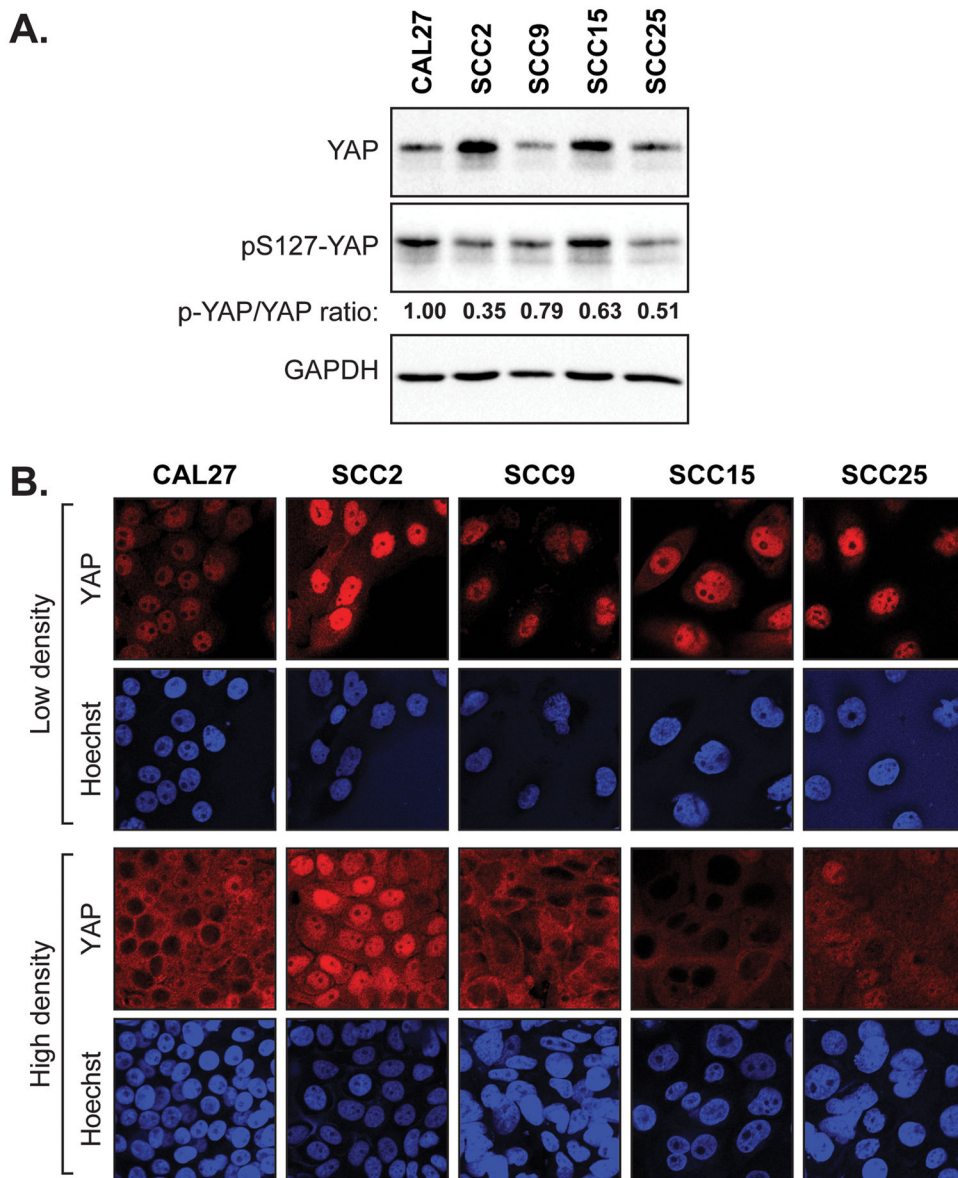 A.
CAL27 SCC2 SCC9 SCC15 SCC25
YAP
pS127-YAP
p-YAP/YAP ratio: 1.00 0.35 0.79 0.63 0.51
GAPDH
B.
CAL27 SCC2 SCC9 SCC15 SCC25
Low density
YAP
Hoechst
High density
YAP
Hoechst